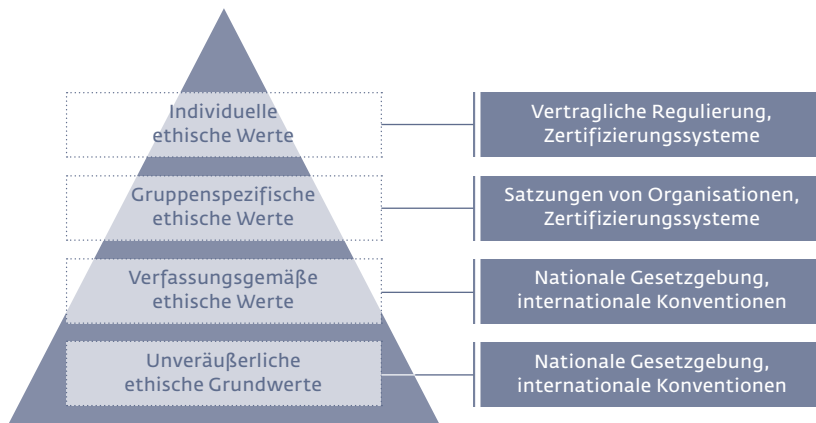 Individuelle
ethische Werte
Vertragliche Regulierung,
Zertifizierungssysteme
Gruppenspezifische
ethische Werte
Satzungen von Organisationen,
Zertifizierungssysteme
Verfassungsgemäße
ethische Werte
Nationale Gesetzgebung,
internationale Konventionen
Unveräußerliche
ethische Grundwerte
Nationale Gesetzgebung,
internationale Konventionen